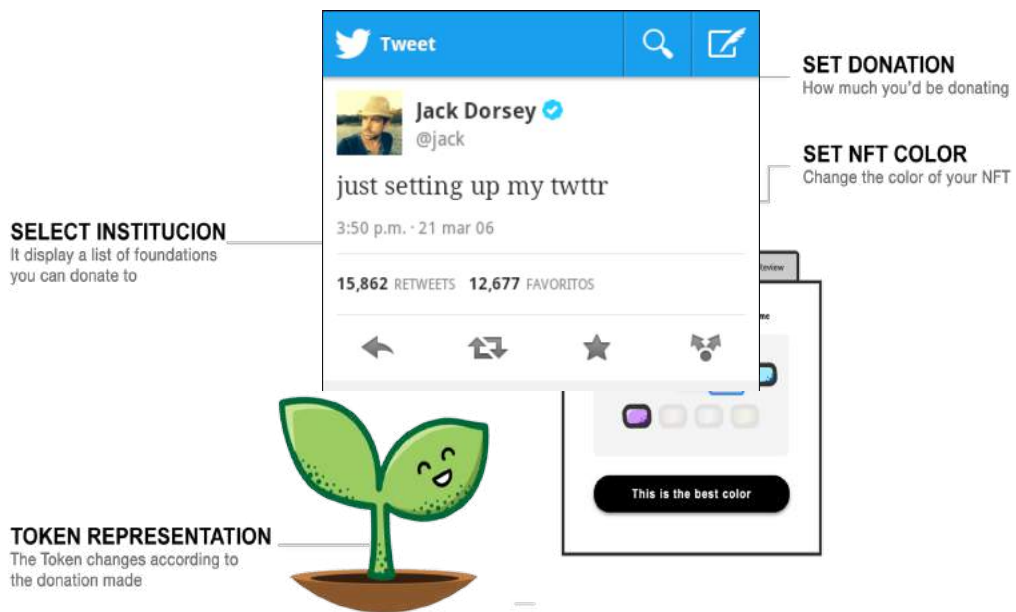 Tweet
Jack Dorsey
@jack
just setting up my twttr
3:50 p.m. · 21 mar 06
15,862 RETWEETS 12,677 FAVORITOS
SET DONATION
How much you'd be donating
SET NFT COLOR
Change the color of your NFT
SELECT INSTITUCION
It display a list of foundations
you can donate to
Review
me
This is the best color
TOKEN REPRESENTATION
The Token changes according to
the donation made